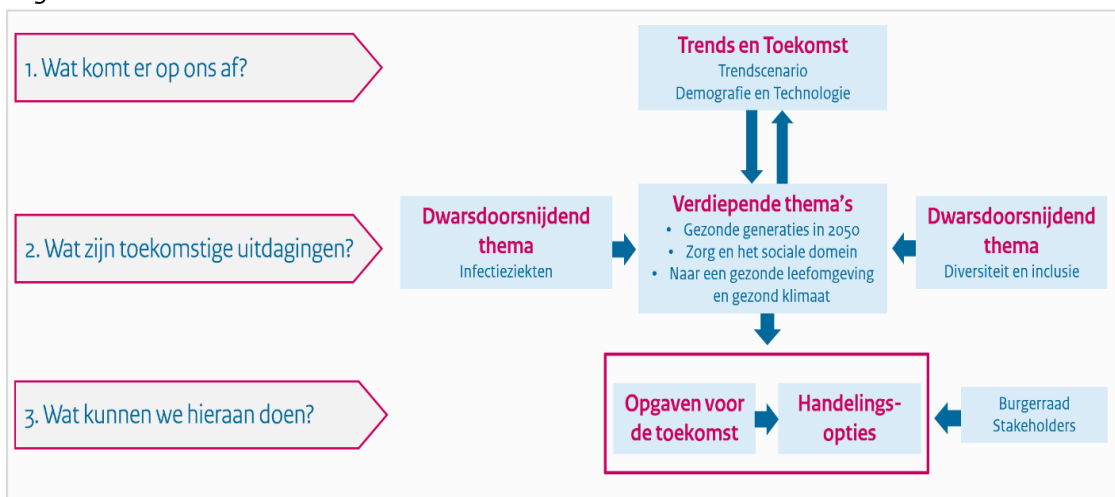 1. Wat komt er op ons af?
Trends en Toekomst
Trendscenario
Demografie en Technologie
2. Wat zijn toekomstige uitdagingen?
Dwarsdoorsnijdend
thema
Infectieziekten
Verdiepende thema's
• Gezonde generaties in 2050
• Zorg en het sociale domein
• Naar een gezonde leefomgeving
en gezond klimaat
Dwarsdoorsnijdend
thema
Diversiteit en inclusie
3. Wat kunnen we hieraan doen?
Opgaven voor
de toekomst
Handelings-
opties
Burgerraad
Stakeholders